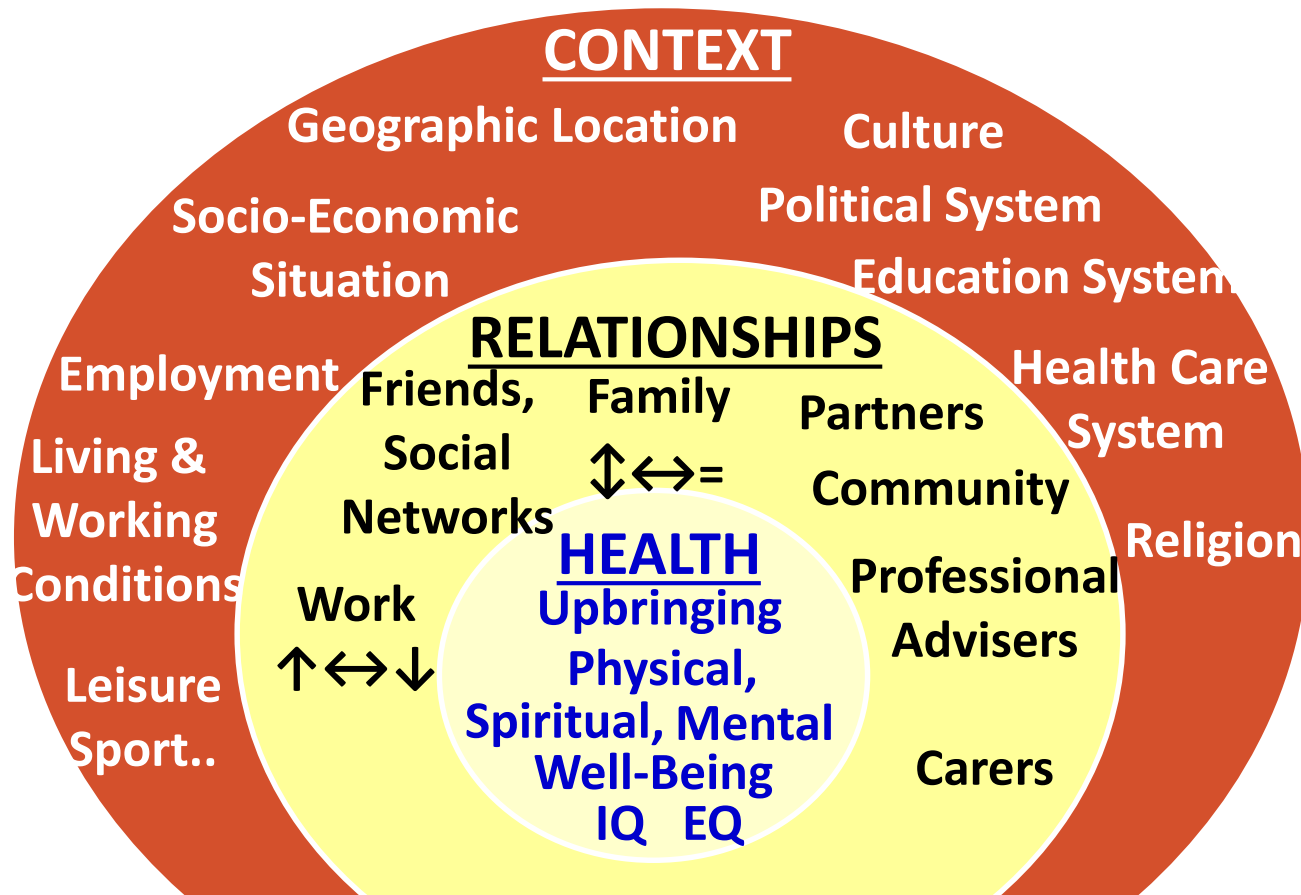 CONTEXT
Geographic Location
Culture
Socio-Economic
Situation
Political System
Education System
Employment
Health Care
System
Living &
Working
Conditions
Religion
Leisure
Sport..
RELATIONSHIPS
Friends,
Social
Networks
Family
↕↔=
Partners
Community
Work
↑↔↓
Professional
Advisers
Carers
HEALTH
Upbringing
Physical,
Spiritual, Mental
Well-Being
IQ EQ